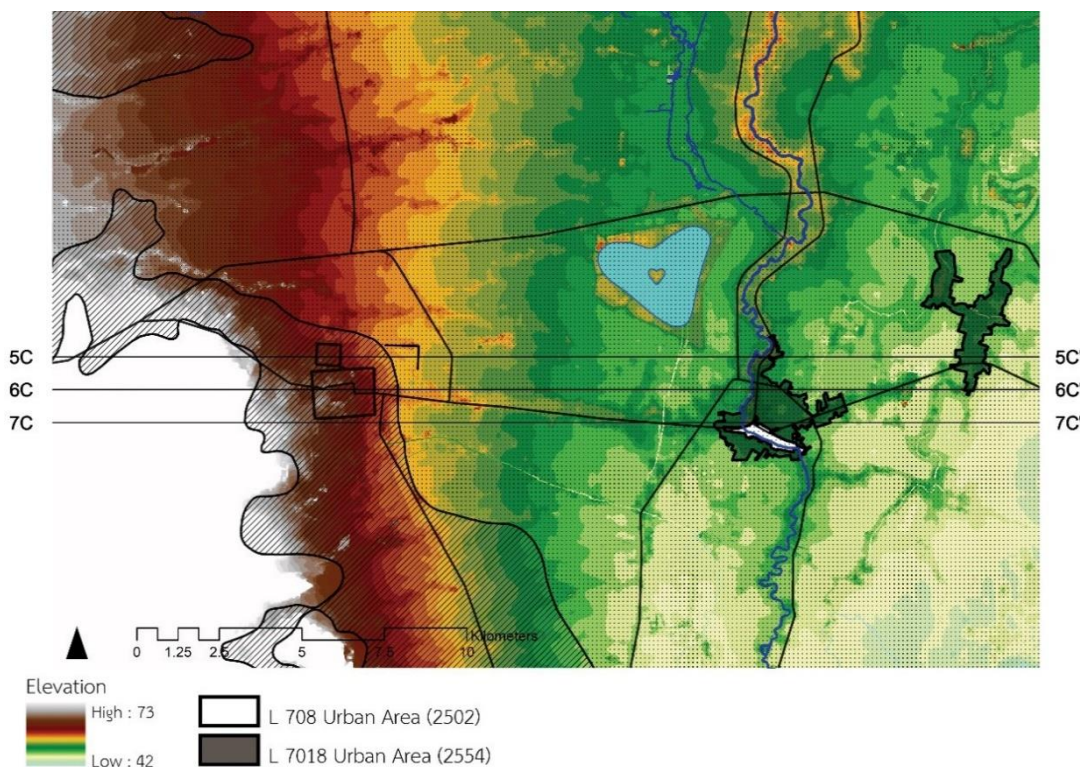 5C
5C'
6C
6C'
7C
7C'
Kilometers
0 1.25 2.5 5 7.5 10
Elevation
High : 73
Low : 42
L 708 Urban Area (2502)
L 7018 Urban Area (2554)